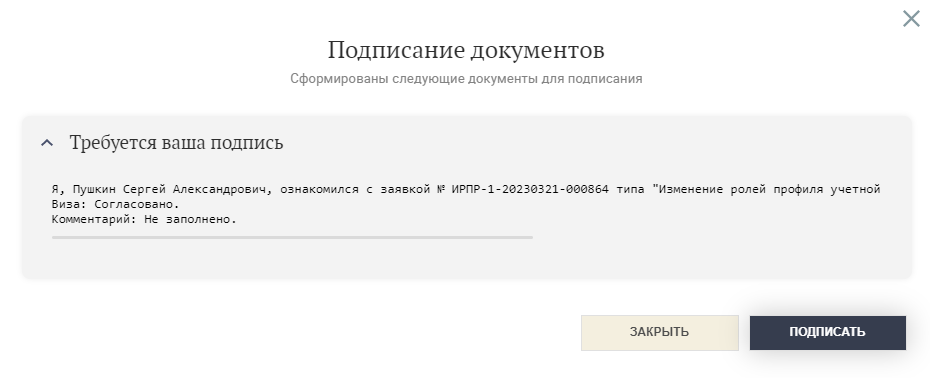 Подписание документов
Сформированы следующие документы для подписания
Требуется ваша подпись
Я, Пушкин Сергей Александрович, ознакомился с заявкой № ИРПР-1-20230321-000864 типа "Изменение ролей профиля учетной
Виза: Согласовано.
Комментарий: Не заполнено.
ЗАКРЫТЬ
ПОДПИСАТЬ